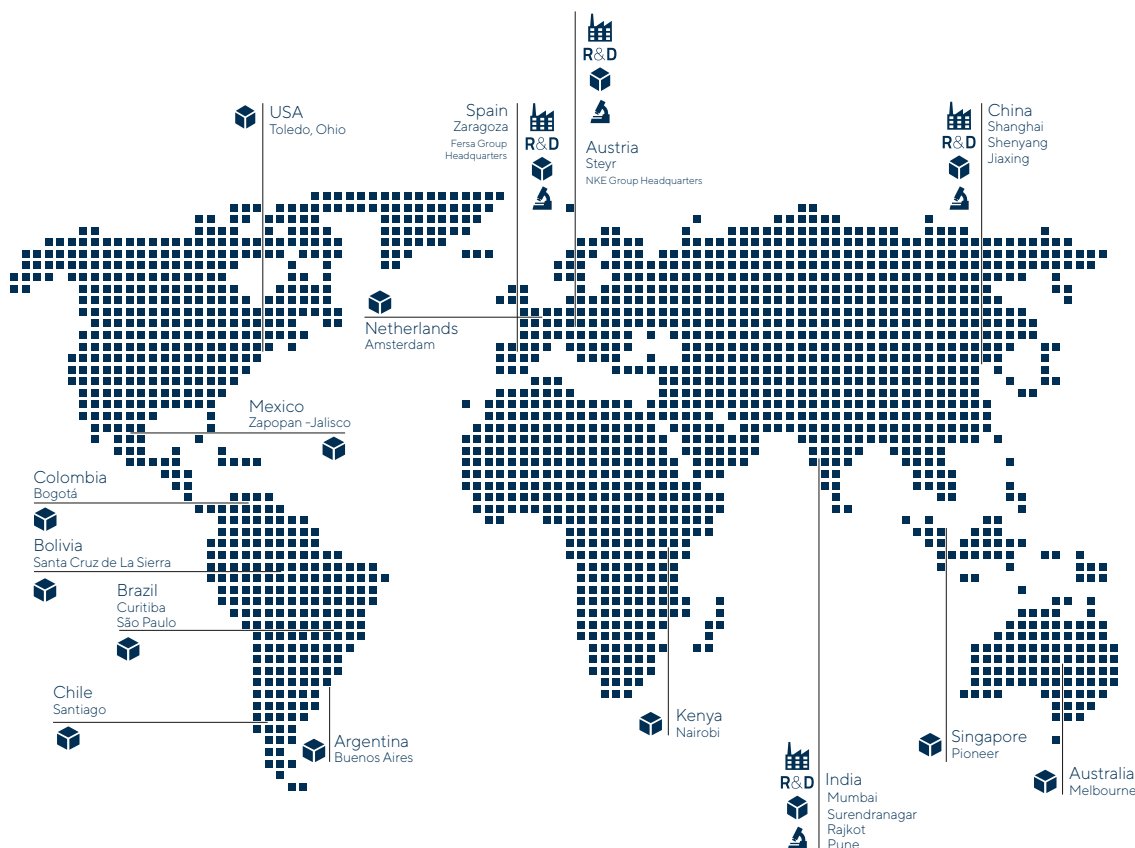 R&D
USA
Toledo, Ohio
Spain
Zaragoza
Fersa Group
Headquarters
R&D
Austria
Steyr
NKE Group Headquarters
China
Shanghai
Shenyang
Jiaxing
R&D
Netherlands
Amsterdam
Mexico
Zapopan -Jalisco
Colombia
Bogotá
Bolivia
Santa Cruz de La Sierra
Brazil
Curitiba
São Paulo
Chile
Santiago
Argentina
Buenos Aires
Kenya
Nairobi
Singapore
Pioneer
Australia
Melbourne
R&D
India
Mumbai
Surendranagar
Rajkot
Pune